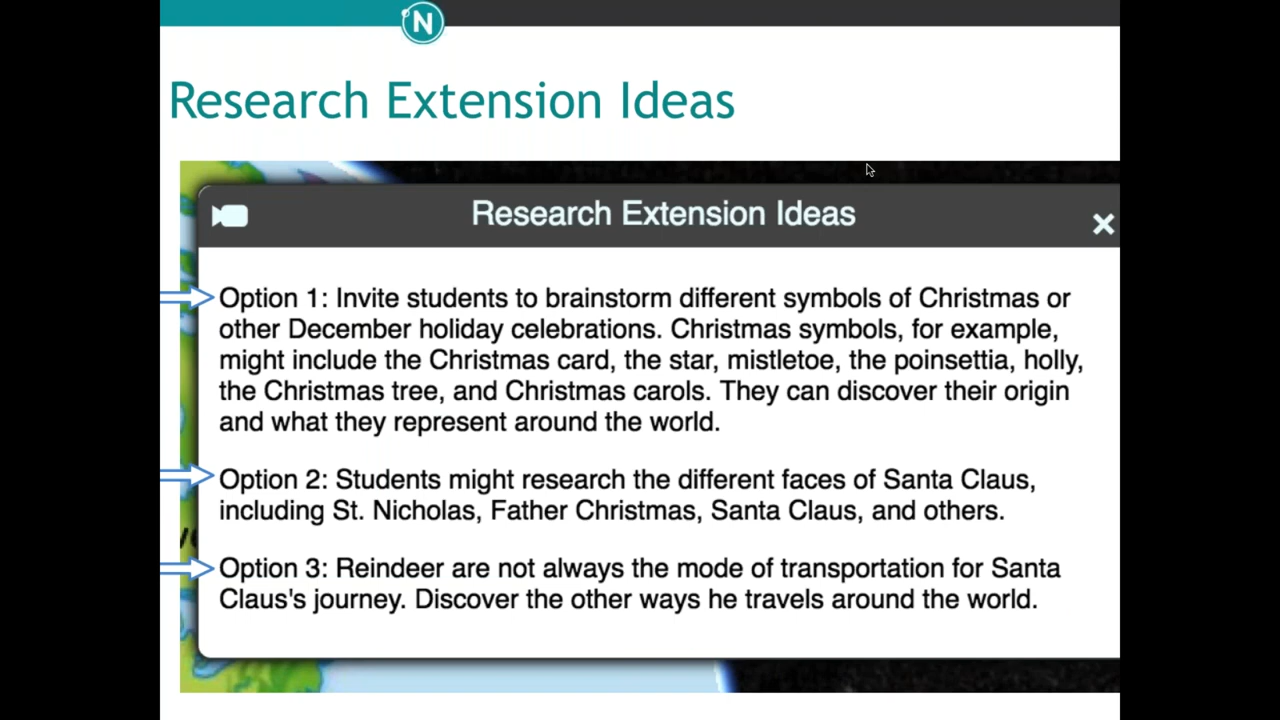 N
Research Extension Ideas
Research Extension Ideas
Option 1: Invite students to brainstorm different symbols of Christmas or
other December holiday celebrations. Christmas symbols, for example,
might include the Christmas card, the star, mistletoe, the poinsettia, holly,
the Christmas tree, and Christmas carols. They can discover their origin
and what they represent around the world.
Option 2: Students might research the different faces of Santa Claus,
including St. Nicholas, Father Christmas, Santa Claus, and others.
Option 3: Reindeer are not always the mode of transportation for Santa
Claus's journey. Discover the other ways he travels around the world.